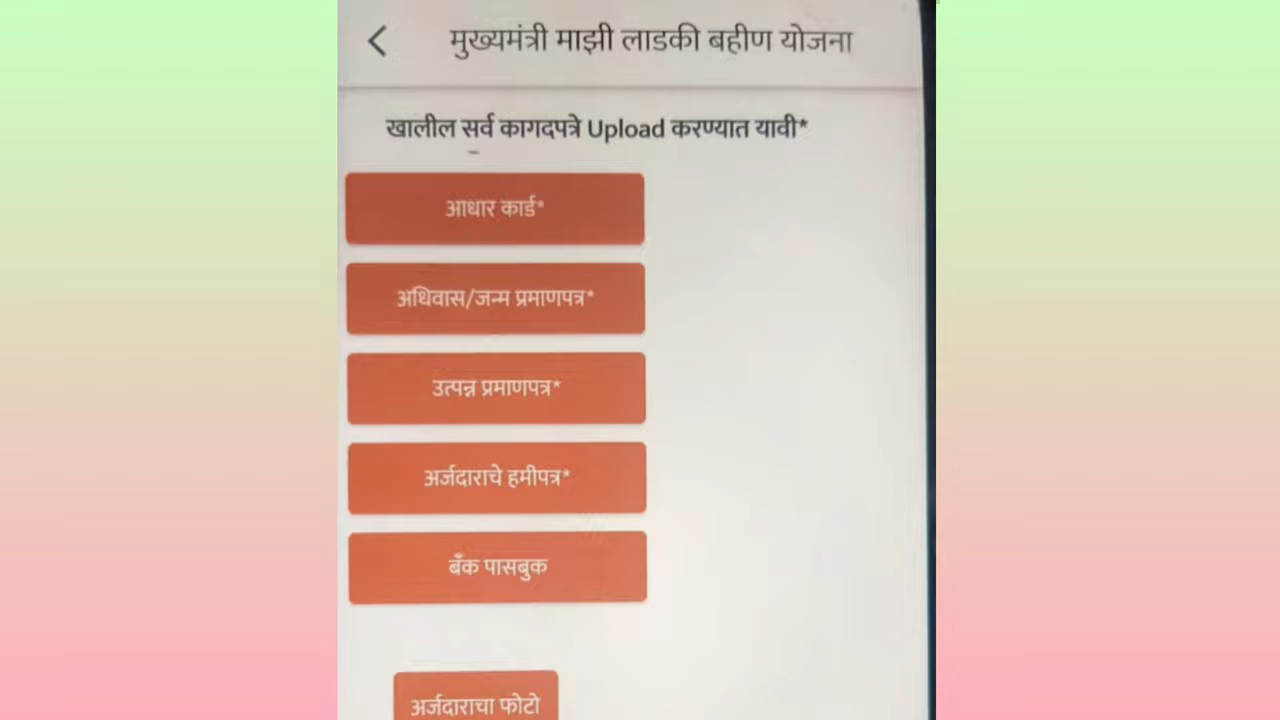 मुख्यमंत्री माझी लाडकी बहीण योजना
खालील सर्व कागदपत्रे Upload करण्यात यावी*
आधार कार्ड*
अधिवास/जन्म प्रमाणपत्र*
उत्पन्न प्रमाणपत्र*
अर्जदाराचे हमीपत्र*
बँक पासबुक
अर्जदाराचा फोटो